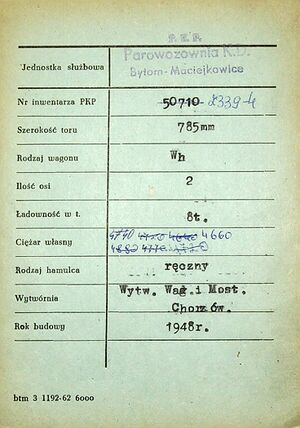 P.K.P.
Parowozownia K.D.
Bytom-Maciejkowice
Jednostka służbowa
Nr inwentarza PKP 50710 2339-4
Szerokość toru 785mm
Rodzaj wagonu Wh
Ilość osi 2
Ładowność w t. 8t.
Ciężar własny 4740 4660
Rodzaj hamulca ręczny
Wytwórnia Wytw. Wag.i Most.
Chorzów.
Rok budowy 1948r.
btm 3 1192-62 6000